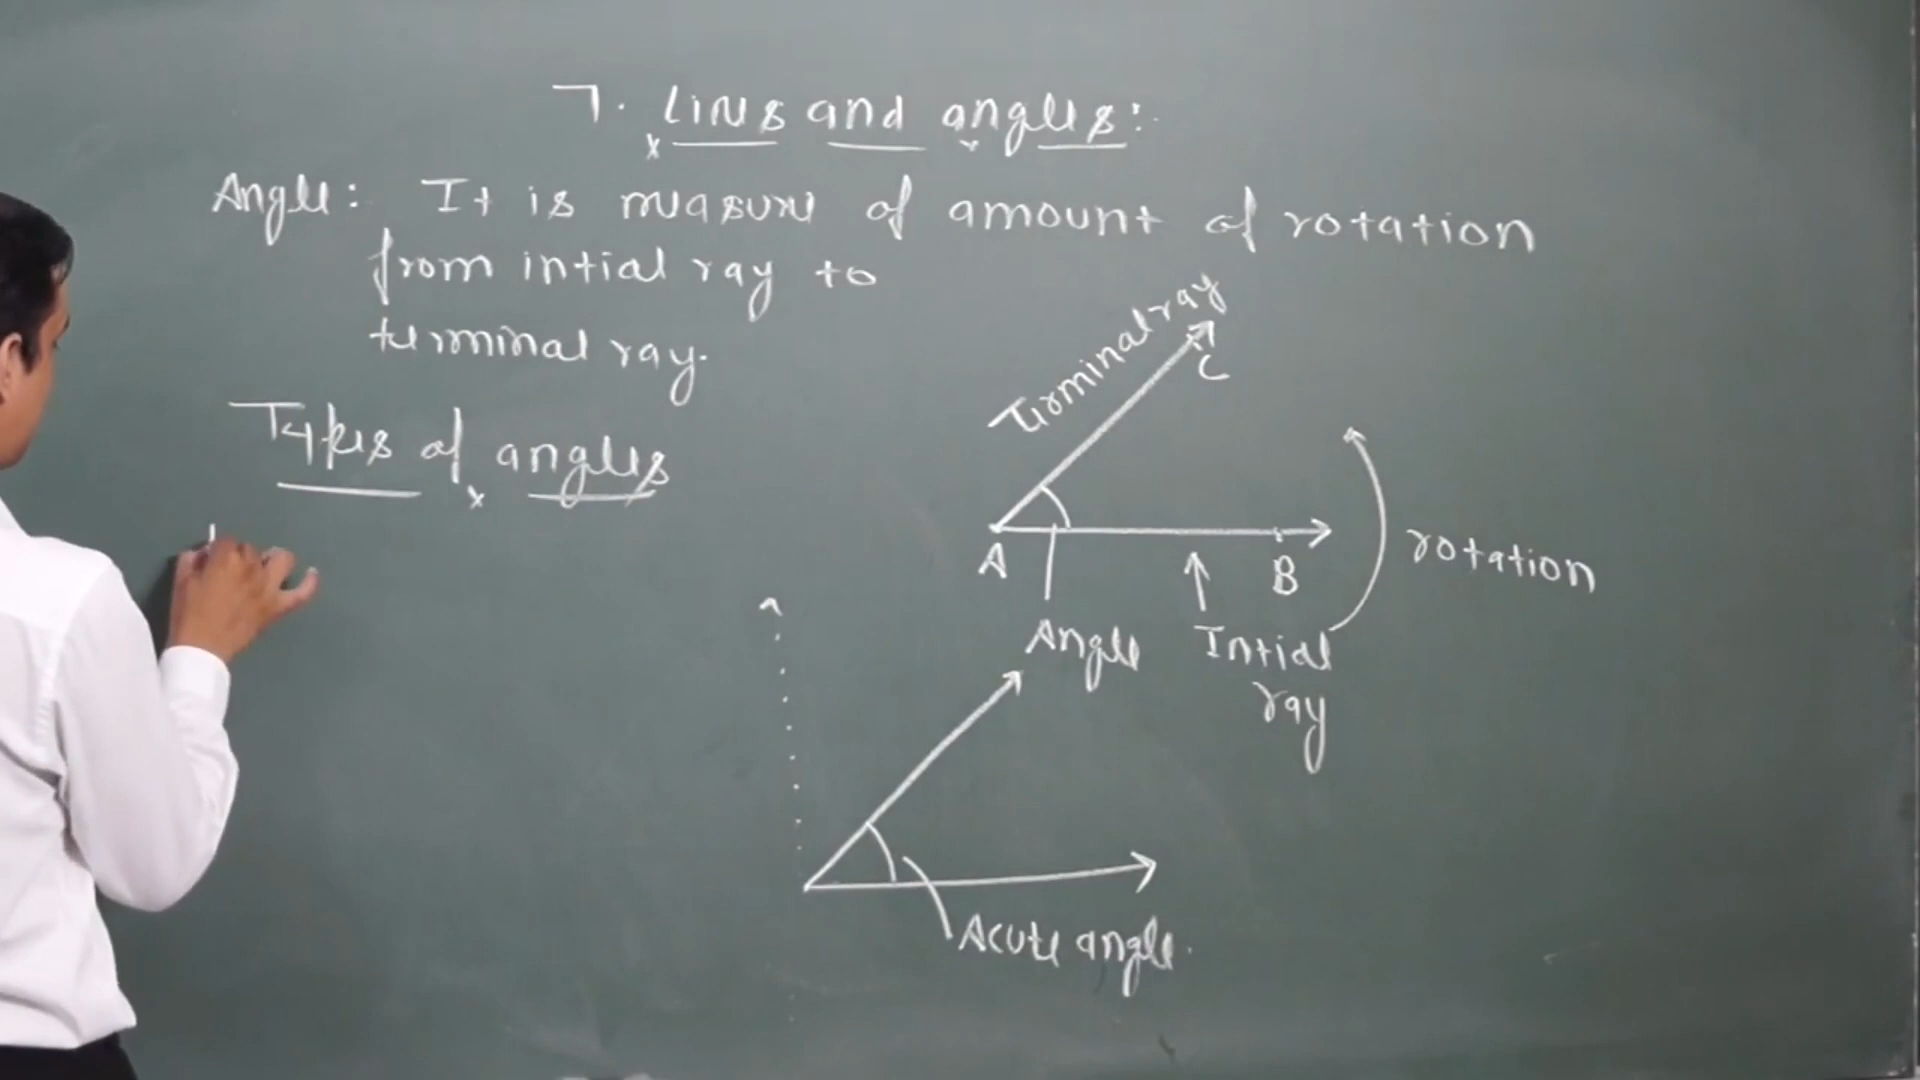 7. Lines and angles:
Angle: It is measure of amount of rotation
from intial ray to
terminal ray.
Types of angles
Terminal ray
C
A
B
rotation
Angle
Intial
ray
Acute angle.